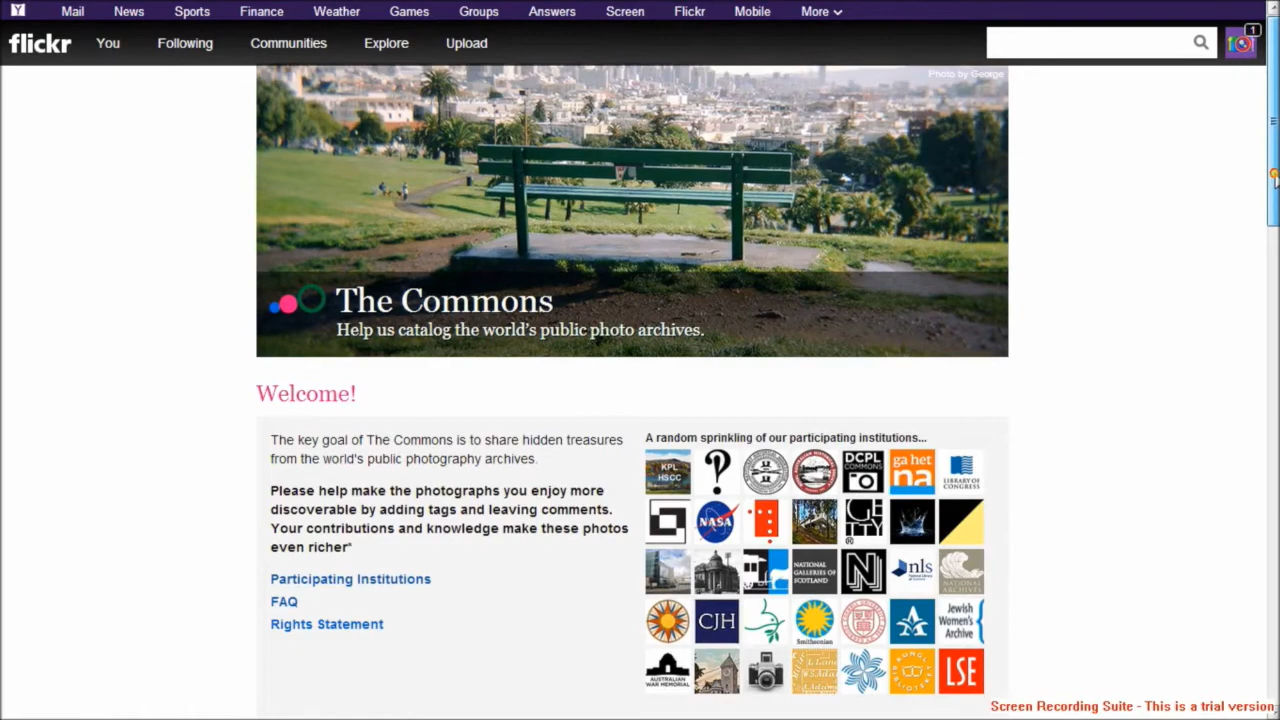 Y Mail News Sports Finance Weather Games Groups Answers Screen Flickr Mobile More
flickr You Following Communities Explore Upload
1
Photo by George
The Commons
Help us catalog the world's public photo archives.
Welcome!
The key goal of The Commons is to share hidden treasures
from the world's public photography archives.
Please help make the photographs you enjoy more
discoverable by adding tags and leaving comments.
Your contributions and knowledge make these photos
even richer*
Participating Institutions
FAQ
Rights Statement
A random sprinkling of our participating institutions...
KPL
HSCC
?
DCPL
COMMONS
ga het
na
LIBRARY OF
CONGRESS
NASA
GETTY
NATIONAL
GALLERIES OF
SCOTLAND
N
nls
NATIONAL
ARCHIVES
CJH
Smithsonian
A
Jewish
Women's
Archive
AUSTRALIAN
WAR MEMORIAL
LSE
Screen Recording Suite - This is a trial version